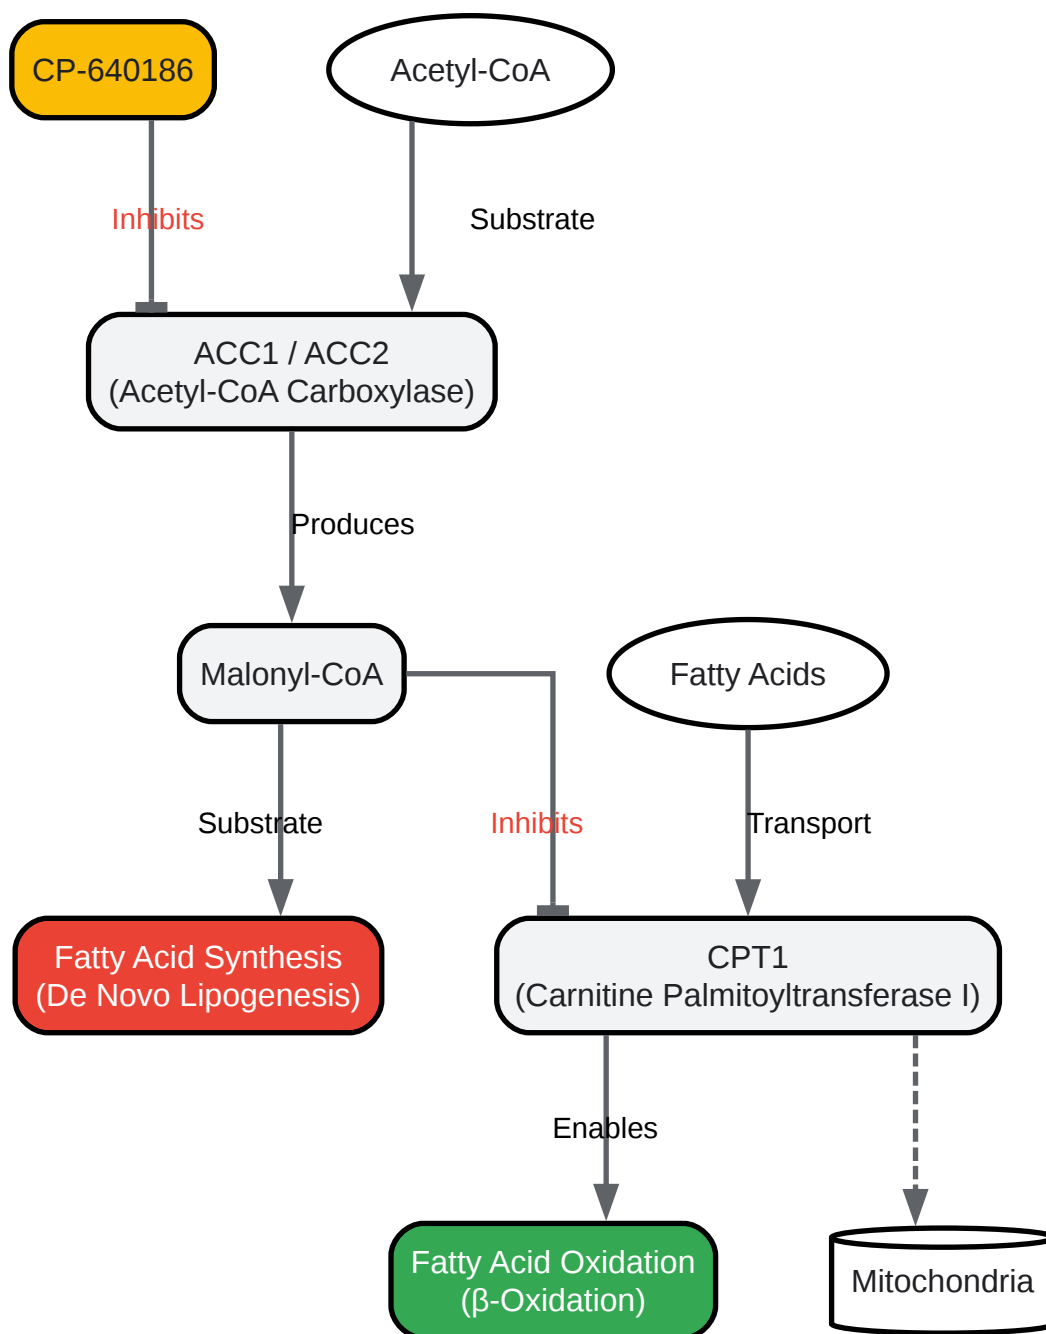 CP-640186
Acetyl-CoA
Inhibits
Substrate
ACC1 / ACC2
(Acetyl-CoA Carboxylase)
Produces
Malonyl-CoA
Fatty Acids
Substrate
Inhibits
Transport
Fatty Acid Synthesis
(De Novo Lipogenesis)
CPT1
(Carnitine Palmitoyltransferase I)
Enables
Fatty Acid Oxidation
(β-Oxidation)
Mitochondria